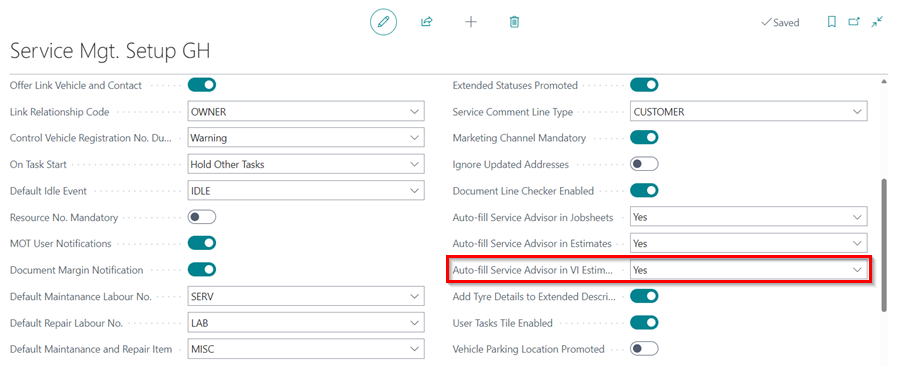 Saved
Service Mgt. Setup GH
Offer Link Vehicle and Contact
Link Relationship Code OWNER
Control Vehicle Registration No. Du... Warning
On Task Start Hold Other Tasks
Default Idle Event IDLE
Resource No. Mandatory
MOT User Notifications
Document Margin Notification
Default Maintanance Labour No. SERV
Default Repair Labour No. LAB
Default Maintanance and Repair Item MISC
Extended Statuses Promoted
Service Comment Line Type CUSTOMER
Marketing Channel Mandatory
Ignore Updated Addresses
Document Line Checker Enabled
Auto-fill Service Advisor in Jobsheets Yes
Auto-fill Service Advisor in Estimates Yes
Auto-fill Service Advisor in VI Estim... Yes
Add Tyre Details to Extended Descri...
User Tasks Tile Enabled
Vehicle Parking Location Promoted